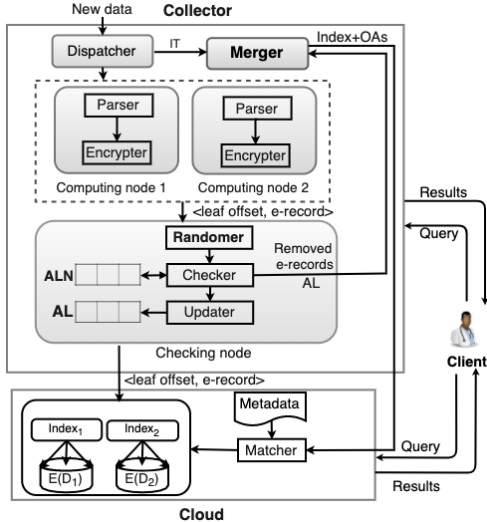 New data
Collector
Dispatcher
IT
Merger
Index+OAs
Parser
Encrypter
Computing node 1
Parser
Encrypter
Computing node 2
<leaf offset, e-record>
Results
Query
Randomer
Removed
e-records
AL
ALN
Checker
AL
Updater
Checking node
Client
<leaf offset, e-record>
Index1
Index2
E(D1)
E(D2)
Metadata
Matcher
Query
Results
Cloud